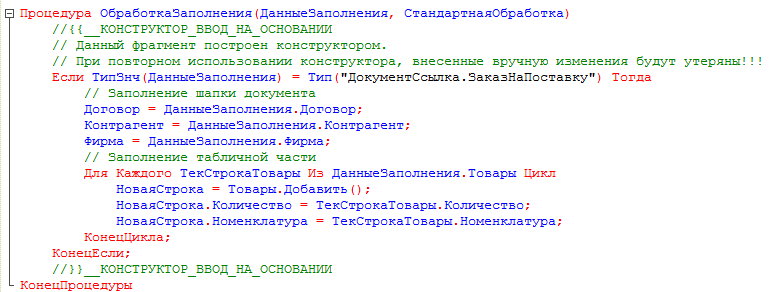 Процедура ОбработкаЗаполнения(ДанныеЗаполнения, СтандартнаяОбработка)
//{{__КОНСТРУКТОР_ВВОД_НА_ОСНОВАНИИ
// Данный фрагмент построен конструктором.
// При повторном использовании конструктора, внесенные вручную изменения будут утеряны!!!
Если ТипЗнч(ДанныеЗаполнения) = Тип("ДокументСсылка.ЗаказНаПоставку") Тогда
// Заполнение шапки документа
Договор = ДанныеЗаполнения.Договор;
Контрагент = ДанныеЗаполнения.Контрагент;
Фирма = ДанныеЗаполнения.Фирма;
// Заполнение табличной части
Для Каждого ТекСтрокаТовары Из ДанныеЗаполнения.Товары Цикл
НоваяСтрока = Товары.Добавить();
НоваяСтрока.Количество = ТекСтрокаТовары.Количество;
НоваяСтрока.Номенклатура = ТекСтрокаТовары.Номенклатура;
КонецЦикла;
КонецЕсли;
//}}__КОНСТРУКТОР_ВВОД_НА_ОСНОВАНИИ
КонецПроцедуры